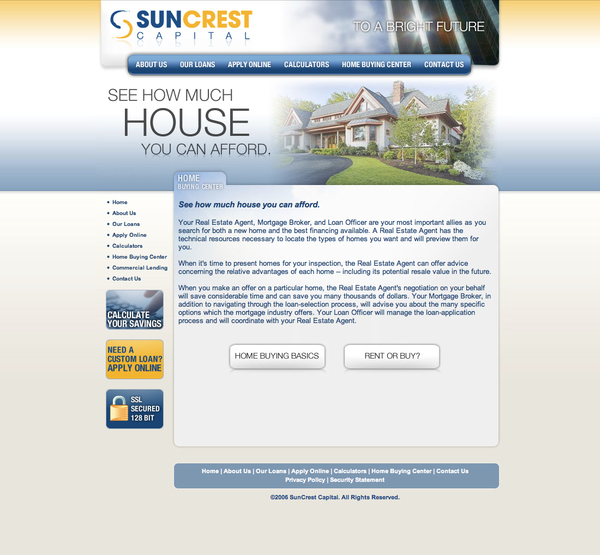 SUNCREST
CAPITAL
TO A BRIGHT FUTURE
ABOUT US OUR LOANS APPLY ONLINE CALCULATORS HOME BUYING CENTER CONTACT US
SEE HOW MUCH
HOUSE
YOU CAN AFFORD.
HOME
BUYING CENTER
• Home
• About Us
• Our Loans
• Apply Online
• Calculators
• Home Buying Center
• Commercial Lending
• Contact Us
CALCULATE
YOUR SAVINGS
NEED A
CUSTOM LOAN?
APPLY ONLINE
SSL
SECURED
128 BIT
See how much house you can afford.
Your Real Estate Agent, Mortgage Broker, and Loan Officer are your most important allies as you
search for both a new home and the best financing available. A Real Estate Agent has the
technical resources necessary to locate the types of homes you want and will preview them for
you.
When it's time to present homes for your inspection, the Real Estate Agent can offer advice
concerning the relative advantages of each home – including its potential resale value in the future.
When you make an offer on a particular home, the Real Estate Agent's negotiation on your behalf
will save considerable time and can save you many thousands of dollars. Your Mortgage Broker, in
addition to navigating through the loan-selection process, will advise you about the many specific
options which the mortgage industry offers. Your Loan Officer will manage the loan-application
process and will coordinate with your Real Estate Agent.
HOME BUYING BASICS
RENT OR BUY?
Home | About Us | Our Loans | Apply Online | Calculators | Home Buying Center | Contact Us
Privacy Policy | Security Statement
©2006 SunCrest Capital. All Rights Reserved.